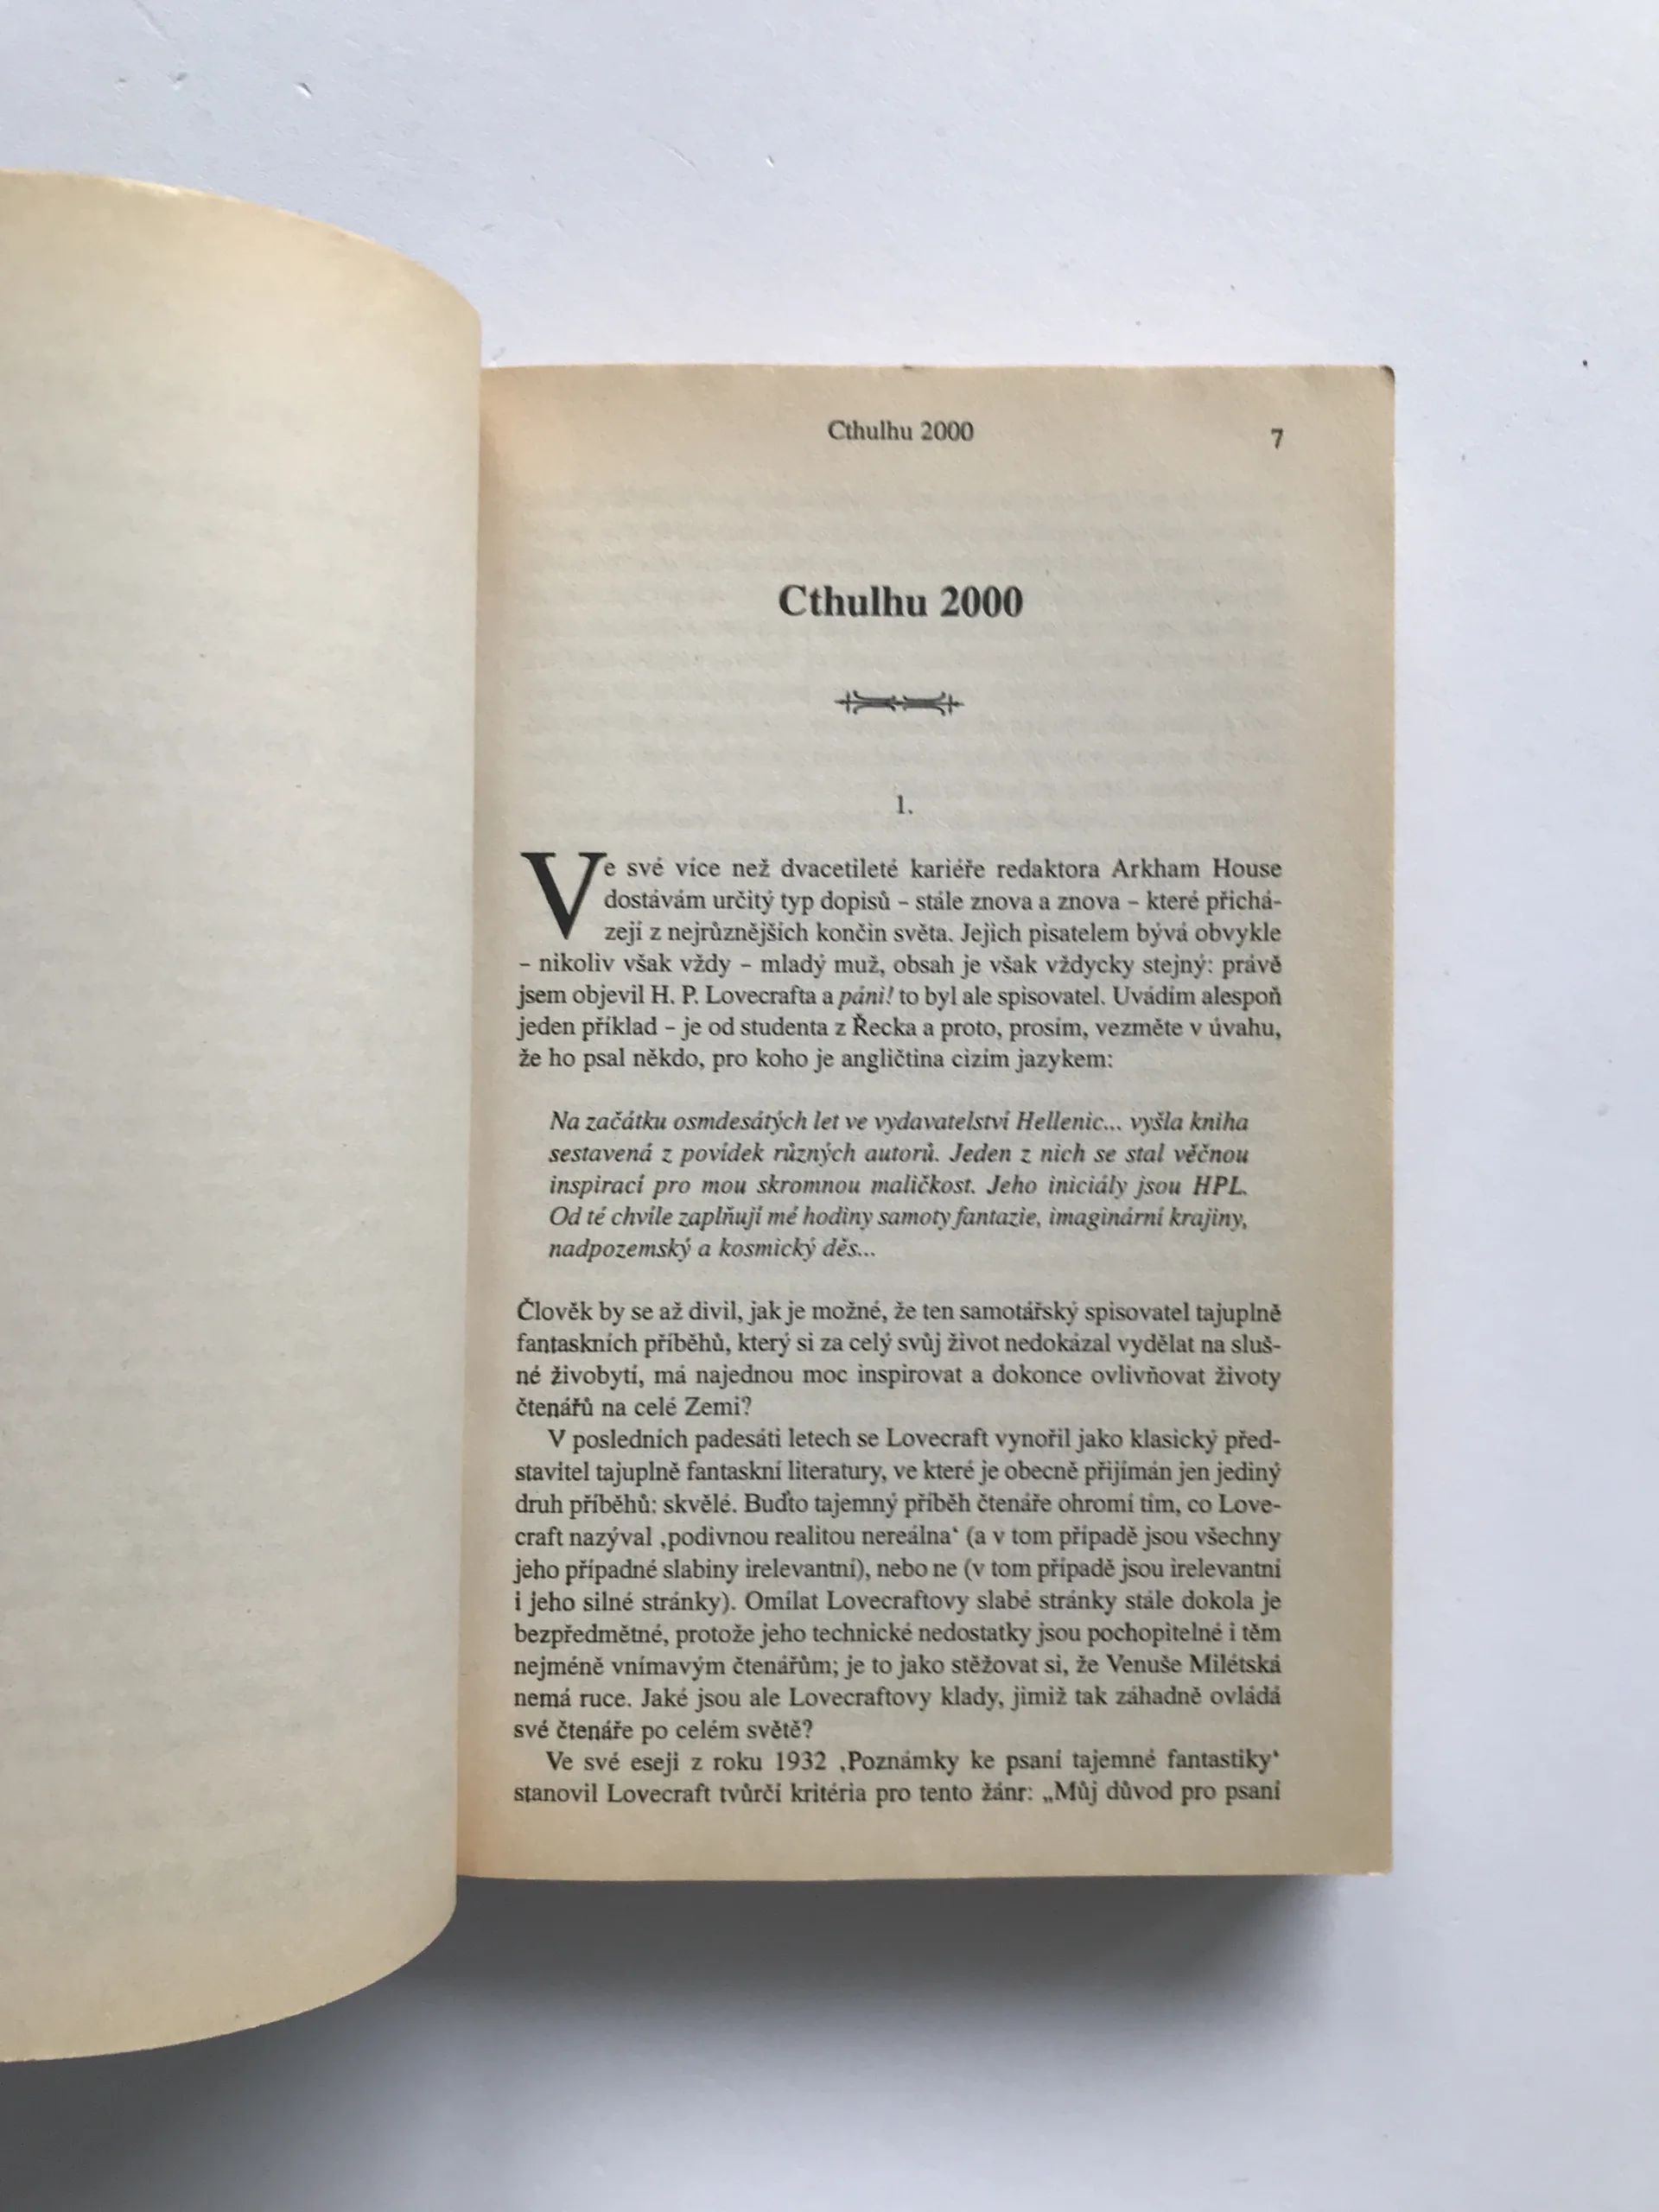 Cthulhu 2000
7
Cthulhu 2000
1.
Ve své více než dvacetileté kariéře redaktora Arkham House
dostávám určitý typ dopisů – stále znova a znova – které přichá-
zejí z nejrůznějších končin světa. Jejich pisatelem bývá obvykle
– nikoliv však vždy – mladý muž, obsah je však vždycky stejný: právě
jsem objevil H. P. Lovecrafta a páni! to byl ale spisovatel. Uvádím alespoň
jeden příklad – je od studenta z Řecka a proto, prosím, vezměte v úvahu,
že ho psal někdo, pro koho je angličtina cizím jazykem:
Na začátku osmdesátých let ve vydavatelství Hellenic... vyšla kniha
sestavená z povídek různých autorů. Jeden z nich se stal věčnou
inspirací pro mou skromnou maličkost. Jeho iniciály jsou HPL.
Od té chvíle zaplňují mé hodiny samoty fantazie, imaginární krajiny,
nadpozemský a kosmický děs...
Člověk by se až divil, jak je možné, že ten samotářský spisovatel tajuplně
fantaskních příběhů, který si za celý svůj život nedokázal vydělat na sluš-
né živobytí, má najednou moc inspirovat a dokonce ovlivňovat životy
čtenářů na celé Zemi?
V posledních padesáti letech se Lovecraft vynořil jako klasický před-
stavitel tajuplně fantaskní literatury, ve které je obecně přijímán jen jediný
druh příběhů: skvělé. Buďto tajemný příběh čtenáře ohromí tím, co Love-
craft nazýval ‚podivnou realitou nereálna‘ (a v tom případě jsou všechny
jeho případné slabiny irelevantní), nebo ne (v tom případě jsou irelevantní
i jeho silné stránky). Omílat Lovecraftovy slabé stránky stále dokola je
bezpředmětné, protože jeho technické nedostatky jsou pochopitelné i těm
nejméně vnímavým čtenářům; je to jako stěžovat si, že Venuše Milétská
nemá ruce. Jaké jsou ale Lovecraftovy klady, jimiž tak záhadně ovládá
své čtenáře po celém světě?
Ve své eseji z roku 1932 ‚Poznámky ke psaní tajemné fantastiky‘
stanovil Lovecraft tvůrčí kritéria pro tento žánr: „Můj důvod pro psaní